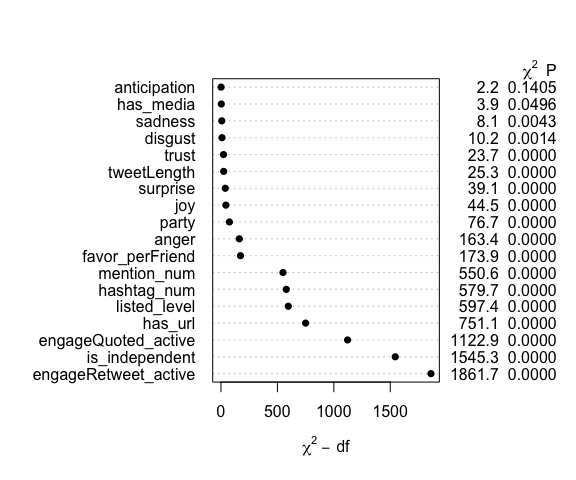 χ² P
anticipation 2.2 0.1405
has_media 3.9 0.0496
sadness 8.1 0.0043
disgust 10.2 0.0014
trust 23.7 0.0000
tweetLength 25.3 0.0000
surprise 39.1 0.0000
joy 44.5 0.0000
party 76.7 0.0000
anger 163.4 0.0000
favor_perFriend 173.9 0.0000
mention_num 550.6 0.0000
hashtag_num 579.7 0.0000
listed_level 597.4 0.0000
has_url 751.1 0.0000
engageQuoted_active 1122.9 0.0000
is_independent 1545.3 0.0000
engageRetweet_active 1861.7 0.0000
0 500 1000 1500
χ² − df